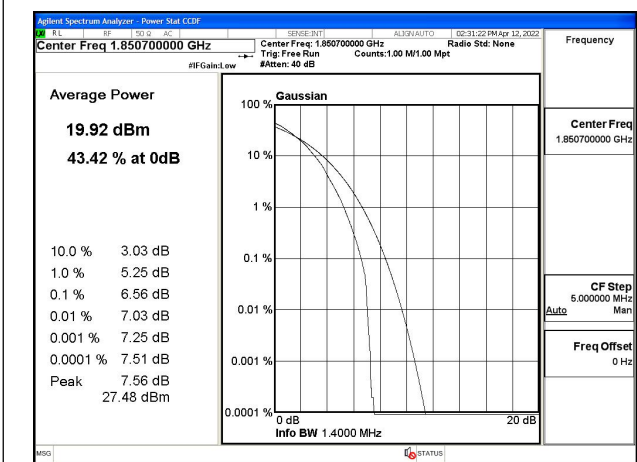 Agilent Spectrum Analyzer - Power Stat CCDF
LXI RL RF 50 Ω AC SENSE:INT ALIGN AUTO 02:31:22 PM Apr 12, 2022
Center Freq 1.850700000 GHz
Center Freq: 1.850700000 GHz Radio Std: None
Trig: Free Run Counts:1.00 M/1.00 Mpt
#IFGain:Low #Atten: 40 dB
Frequency
Average Power
19.92 dBm
43.42 % at 0dB
10.0 % 3.03 dB
1.0 % 5.25 dB
0.1 % 6.56 dB
0.01 % 7.03 dB
0.001 % 7.25 dB
0.0001 % 7.51 dB
Peak 7.56 dB
27.48 dBm
Gaussian
100 %
10 %
1 %
0.1 %
0.01 %
0.001 %
0.0001 %
0 dB 20 dB
Info BW 1.4000 MHz
Center Freq
1.850700000 GHz
CF Step
5.000000 MHz
Auto Man
Freq Offset
0 Hz
MSG STATUS